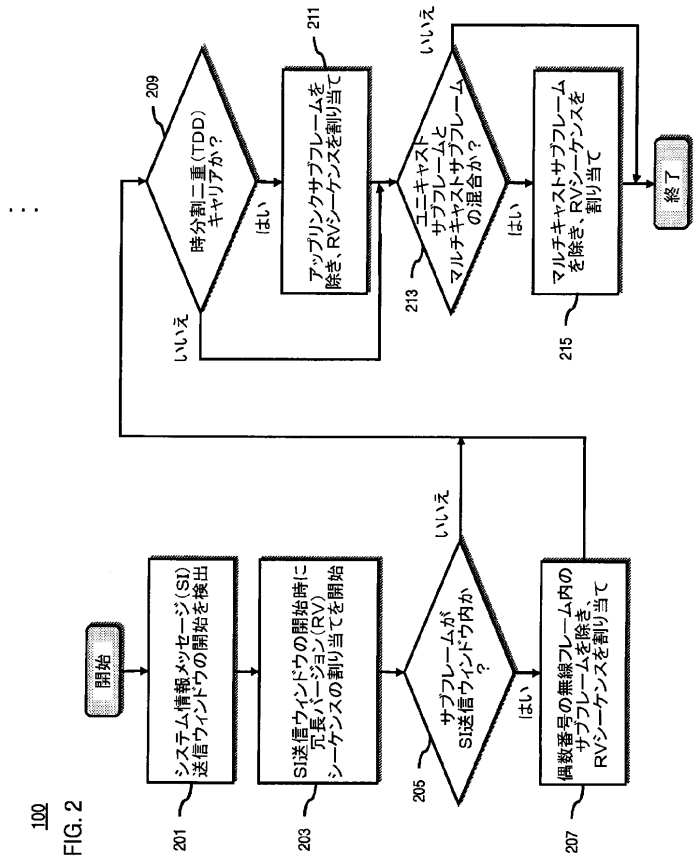 100
FIG. 2
開始
201
システム情報メッセージ(SI)
送信ウィンドウの開始を検出
203
SI送信ウィンドウの開始時に
冗長バージョン(RV)
シーケンスの割り当てを開始
205
サブフレームが
SI送信ウィンドウ内か
?
いいえ
はい
207
偶数番号の無線フレーム内の
サブフレームを除き、
RVシーケンスを割り当て
209
時分割二重(TDD)
キャリアか?
いいえ
はい
211
アップリンクサブフレームを
除き、RVシーケンスを割り当て
213
ユニキャスト
サブフレームと
マルチキャストサブフレーム
の混合か?
いいえ
はい
215
マルチキャストサブフレーム
を除き、RVシーケンスを
割り当て
終了